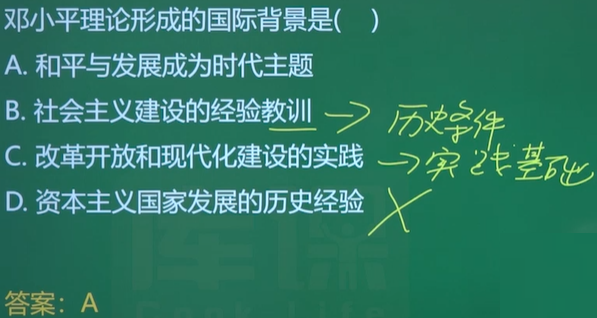 邓小平理论形成的国际背景是(    )
A. 和平与发展成为时代主题
B. 社会主义建设的经验教训 → 历史条件
C. 改革开放和现代化建设的实践 → 实践基础
D. 资本主义国家发展的历史经验 ╳
答案：A